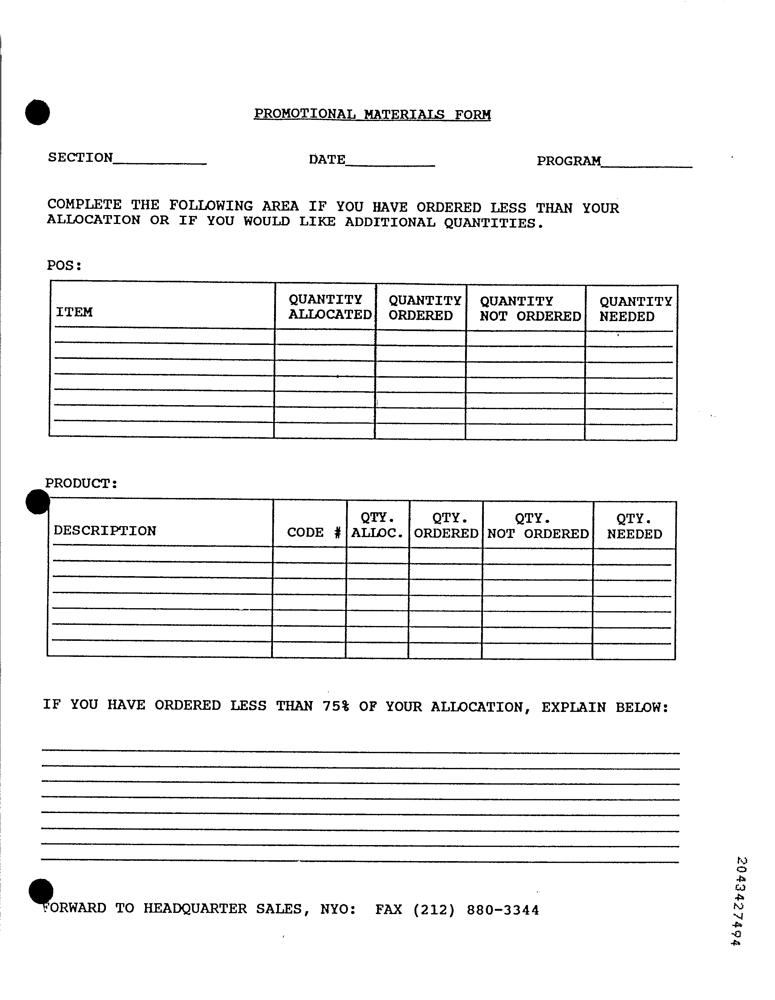 PROMOTIONAL MATERIALS FORM
SECTION____________ DATE____________ PROGRAM____________
COMPLETE THE FOLLOWING AREA IF YOU HAVE ORDERED LESS THAN YOUR
ALLOCATION OR IF YOU WOULD LIKE ADDITIONAL QUANTITIES.
POS:
ITEM QUANTITY ALLOCATED QUANTITY ORDERED QUANTITY NOT ORDERED QUANTITY NEEDED
PRODUCT:
DESCRIPTION CODE # QTY. ALLOC. QTY. ORDERED QTY. NOT ORDERED QTY. NEEDED
IF YOU HAVE ORDERED LESS THAN 75% OF YOUR ALLOCATION, EXPLAIN BELOW:
FORWARD TO HEADQUARTER SALES, NYO: FAX (212) 880-3344
2043427494